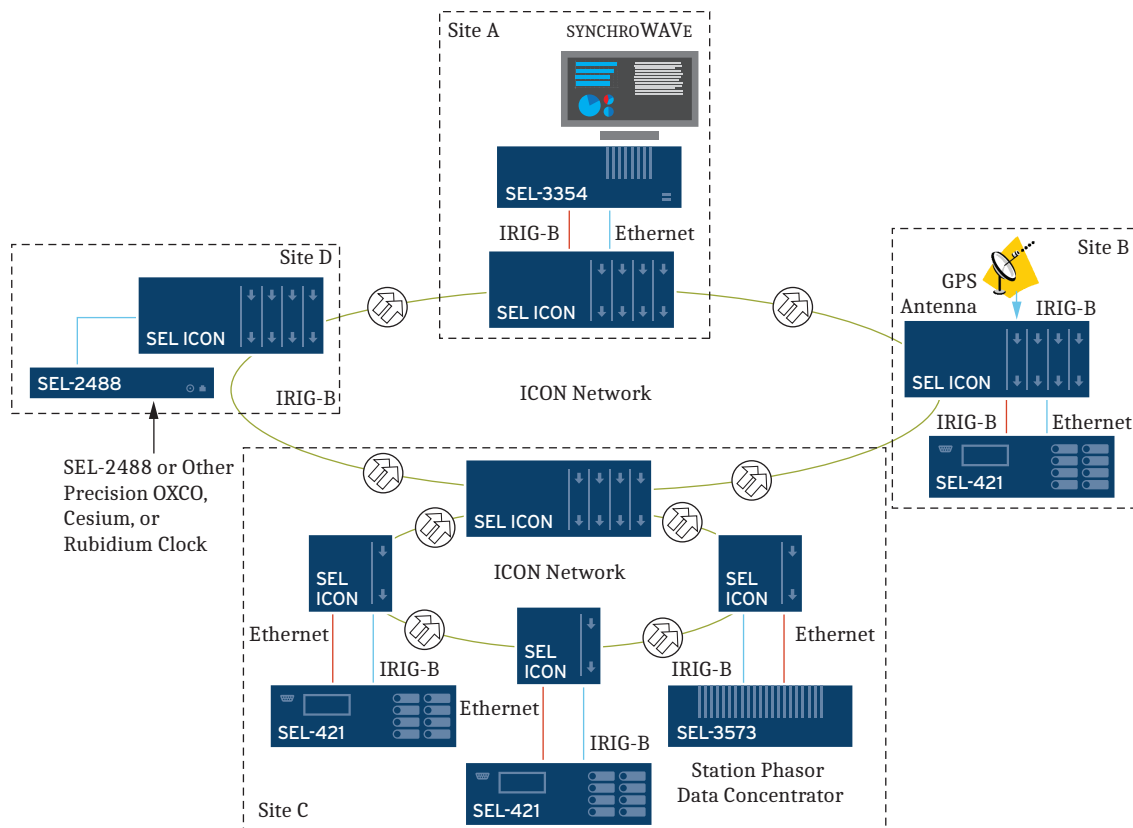 Site A
SYNCHROWAVE
SEL-3354
IRIG-B
Ethernet
SEL ICON
Site D
SEL ICON
SEL-2488
IRIG-B
SEL-2488 or Other
Precision OXCO,
Cesium, or
Rubidium Clock
ICON Network
Site B
GPS
Antenna
IRIG-B
SEL ICON
IRIG-B
Ethernet
SEL-421
SEL ICON
ICON Network
SEL
ICON
Ethernet
IRIG-B
SEL-421
SEL
ICON
Ethernet
IRIG-B
SEL-421
SEL
ICON
Ethernet
IRIG-B
SEL-3573
Station Phasor
Data Concentrator
Site C